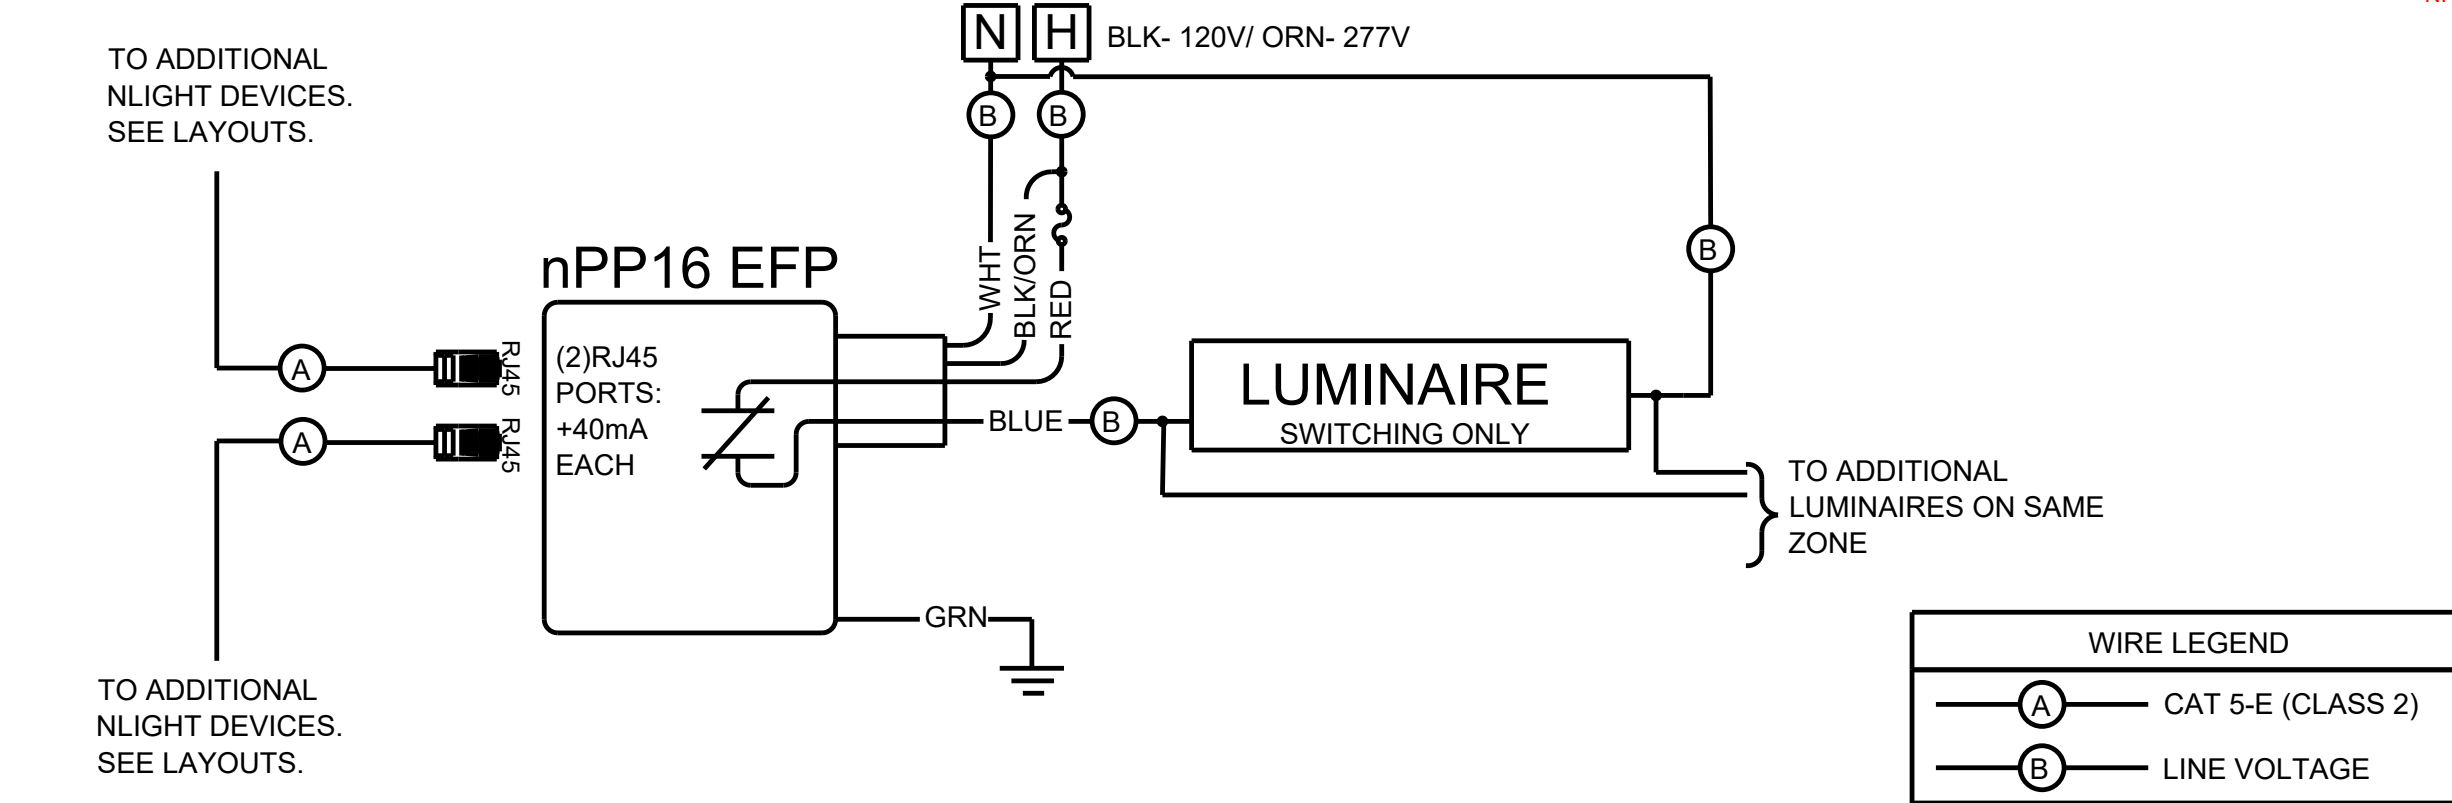 N H BLK- 120V/ ORN- 277V
TO ADDITIONAL
NLIGHT DEVICES.
SEE LAYOUTS.
B B
B
WHT
BLK/ORN
RED
nPP16 EFP
A RJ45
A RJ45
(2)RJ45
PORTS:
+40mA
EACH
BLUE B
LUMINAIRE
SWITCHING ONLY
TO ADDITIONAL
LUMINAIRES ON SAME
ZONE
GRN
TO ADDITIONAL
NLIGHT DEVICES.
SEE LAYOUTS.
WIRE LEGEND
A CAT 5-E (CLASS 2)
B LINE VOLTAGE